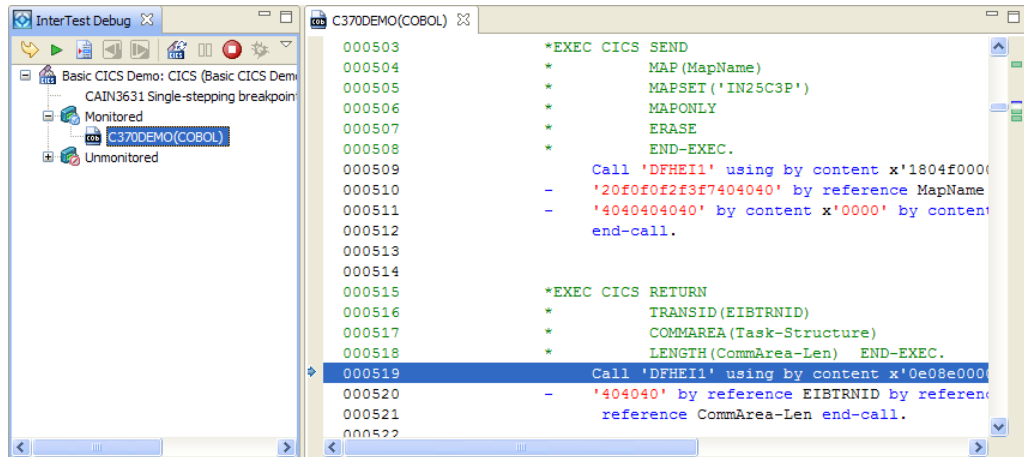 InterTest Debug
Basic CICS Demo: CICS (Basic CICS Dem
CAIN3631 Single-stepping breakpoin
Monitored
C370DEMO(COBOL)
Unmonitored
C370DEMO(COBOL)
000503 *EXEC CICS SEND
000504 * MAP(MapName)
000505 * MAPSET('IN25C3P')
000506 * MAPONLY
000507 * ERASE
000508 * END-EXEC.
000509 Call 'DFHEI1' using by content x'1804f000
000510 - '20f0f0f2f3f7404040' by reference MapName
000511 - '4040404040' by content x'0000' by content
000512 end-call.
000513
000514
000515 *EXEC CICS RETURN
000516 * TRANSID(EIBTRNID)
000517 * COMMAREA(Task-Structure)
000518 * LENGTH(CommArea-Len) END-EXEC.
000519 Call 'DFHEI1' using by content x'0e08e000
000520 - '404040' by reference EIBTRNID by referenc
000521 reference CommArea-Len end-call.
000522